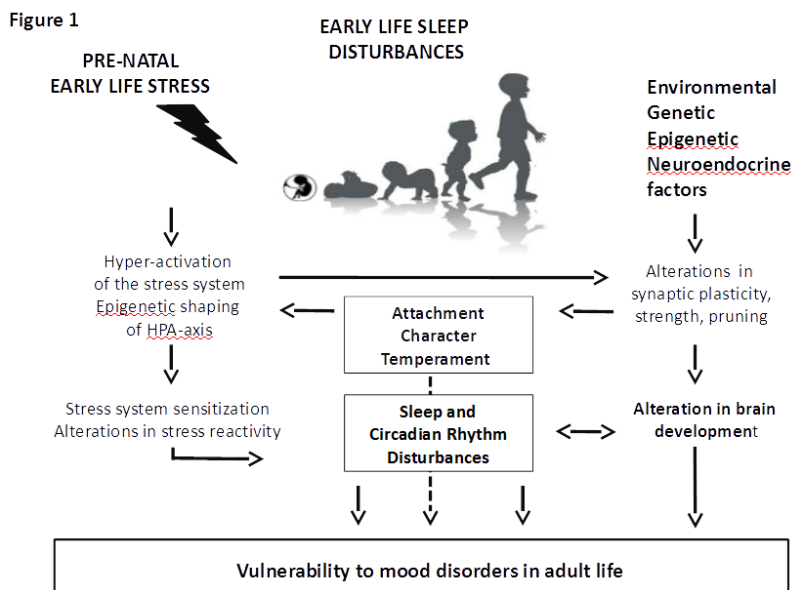 Figure 1
EARLY LIFE SLEEP
DISTURBANCES
PRE-NATAL
EARLY LIFE STRESS
Environmental
Genetic
Epigenetic
Neuroendocrine
factors
Hyper-activation
of the stress system
Epigenetic shaping
of HPA-axis
Alterations in
synaptic plasticity,
strength, pruning
Attachment
Character
Temperament
Stress system sensitization
Alterations in stress reactivity
Sleep and
Circadian Rhythm
Disturbances
Alteration in brain
development
Vulnerability to mood disorders in adult life